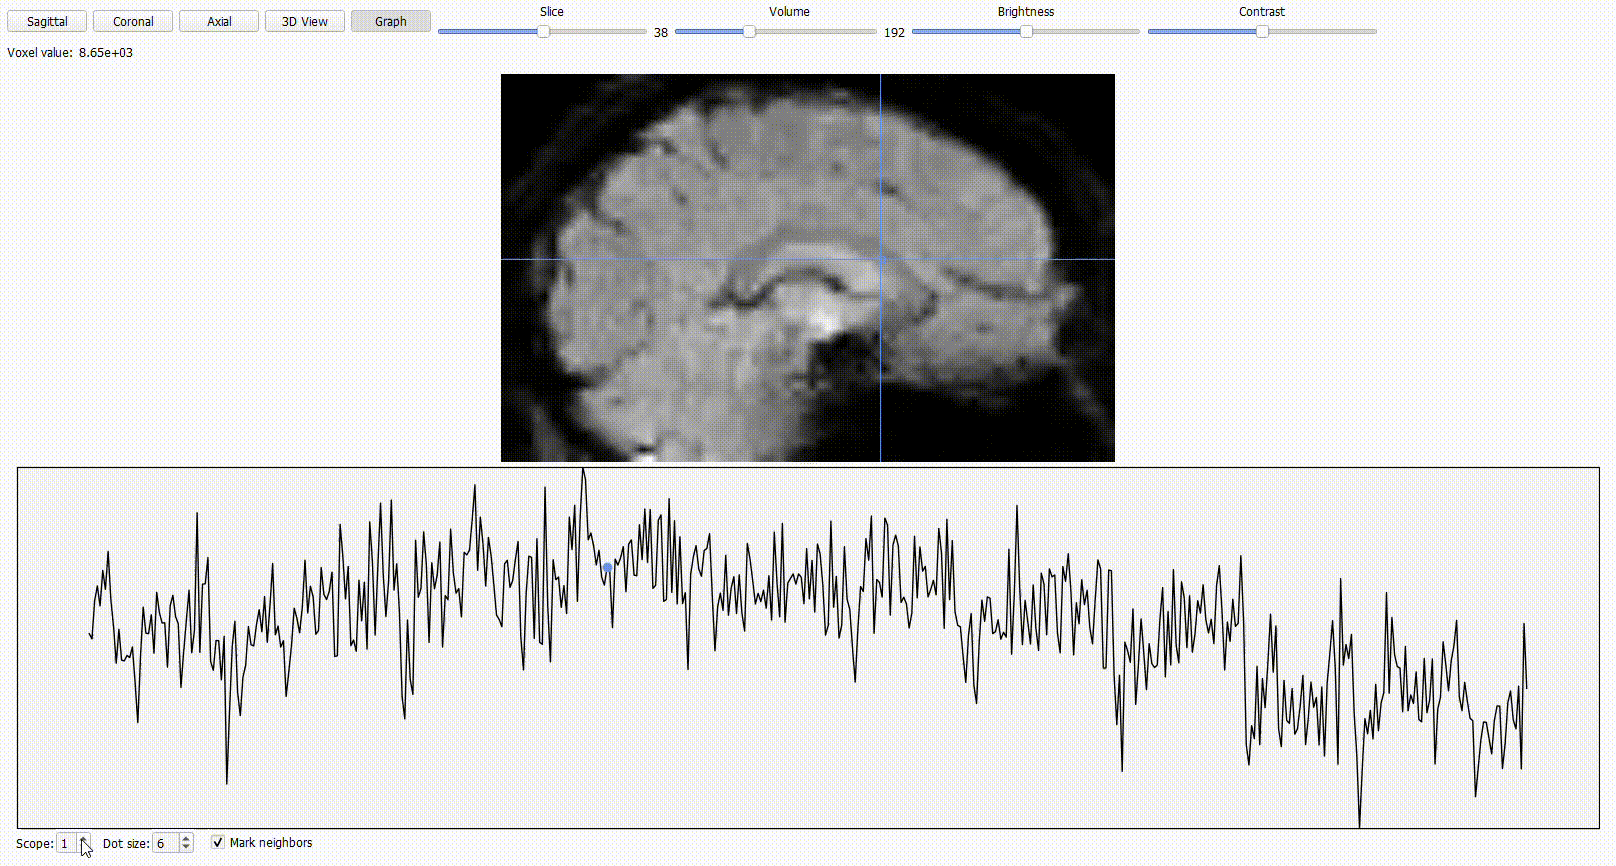 Sagittal Coronal Axial 3D View Graph
Slice 38 Volume 192 Brightness Contrast
Voxel value: 8.65e+03
Scope: 1 Dot size: 6 Mark neighbors